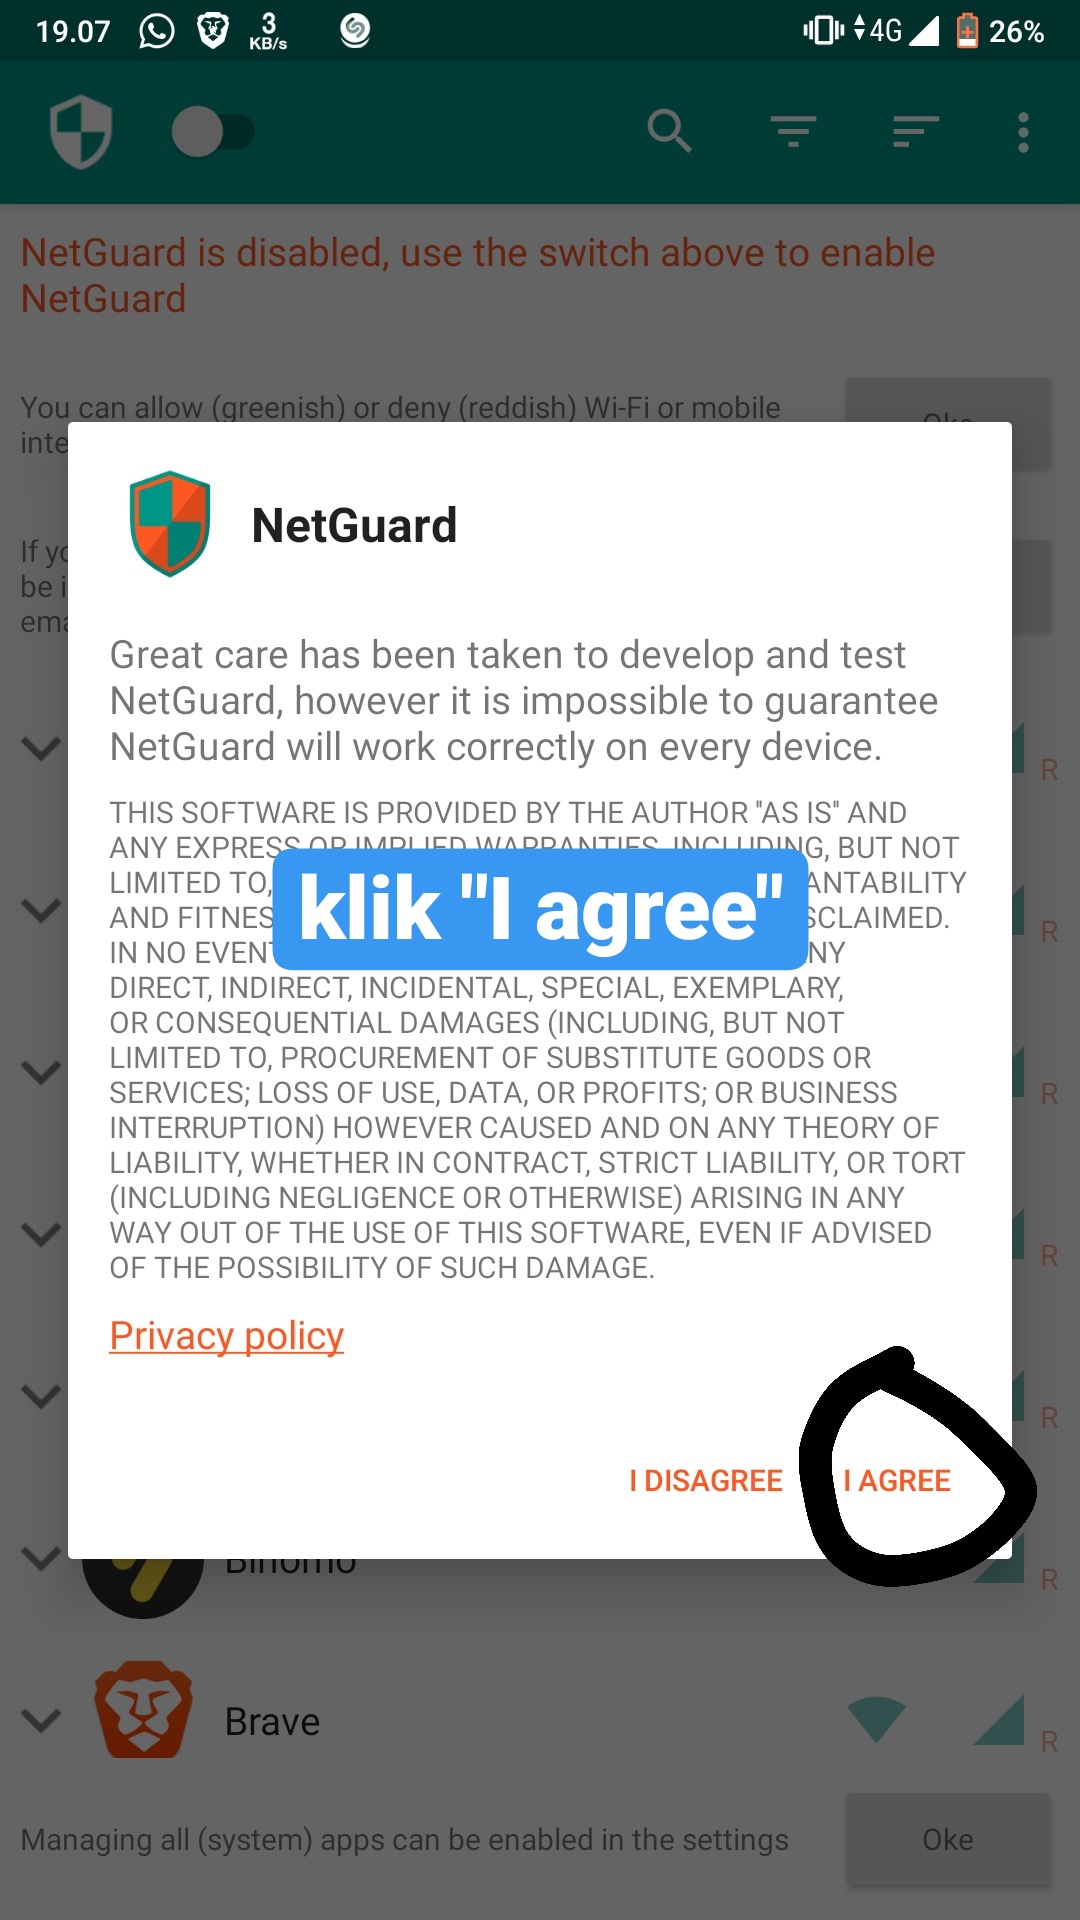 19.07
3
KB/s
4G
26%
NetGuard is disabled, use the switch above to enable
NetGuard
You can allow (greenish) or deny (reddish) Wi-Fi or mobile
inte
If yo
be i
ema
NetGuard
Great care has been taken to develop and test
NetGuard, however it is impossible to guarantee
NetGuard will work correctly on every device.
THIS SOFTWARE IS PROVIDED BY THE AUTHOR "AS IS" AND
ANY EXPRESS OR IMPLIED WARRANTIES, INCLUDING, BUT NOT
LIMITED TO, ANTABILITY
AND FITNES SCLAIMED.
IN NO EVENT NY
klik "I agree"
DIRECT, INDIRECT, INCIDENTAL, SPECIAL, EXEMPLARY,
OR CONSEQUENTIAL DAMAGES (INCLUDING, BUT NOT
LIMITED TO, PROCUREMENT OF SUBSTITUTE GOODS OR
SERVICES; LOSS OF USE, DATA, OR PROFITS; OR BUSINESS
INTERRUPTION) HOWEVER CAUSED AND ON ANY THEORY OF
LIABILITY, WHETHER IN CONTRACT, STRICT LIABILITY, OR TORT
(INCLUDING NEGLIGENCE OR OTHERWISE) ARISING IN ANY
WAY OUT OF THE USE OF THIS SOFTWARE, EVEN IF ADVISED
OF THE POSSIBILITY OF SUCH DAMAGE.
Privacy policy
I DISAGREE
I AGREE
R
R
R
R
R
Binomo
R
Brave
R
Managing all (system) apps can be enabled in the settings
Oke